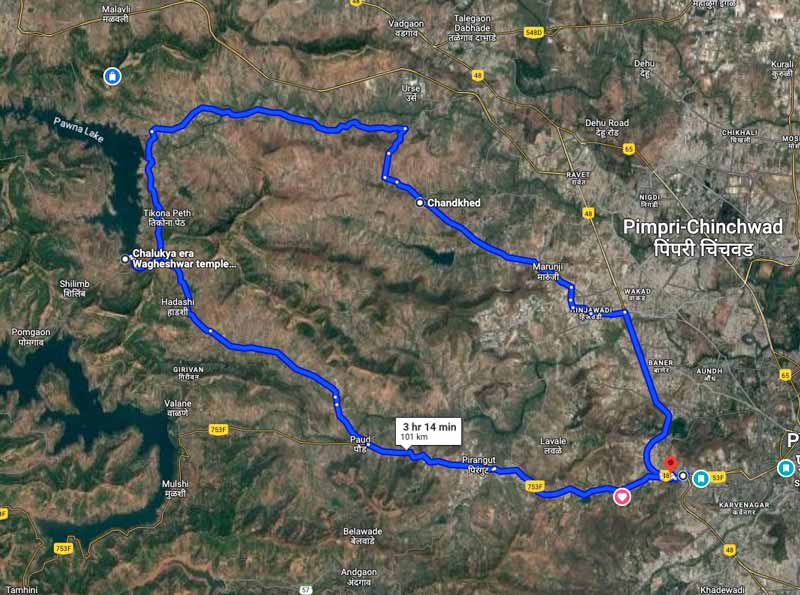 Malavli
मळवली
Vadgaon
वडगाव
Talegaon
Dabhade
तळेगाव दाभाडे
548D
48
Dehu
देहू
Kurali
कुरुळी
Urse
उर्से
Pawna Lake
Dehu Road
देहू रोड
65
CHIKHALI
चिखली
RAVET
रावेत
NIGDI
निगडी
Chandkhed
48
Tikona Peth
तिकोना पेठ
Pimpri-Chinchwad
पिंपरी चिंचवड
Chalukya era
Wagheshwar temple...
Marunji
मारुंजी
WAKAD
वाकड
Shilimb
शिळिंब
Hadashi
हाडशी
HINJAWADI
हिंजवडी
Pomgaon
पोमगाव
GIRIVAN
गिरीवन
BANER
बाणेर
AUNDH
औंध
65
Valane
वाळणे
753F
3 hr 14 min
101 km
Paud
पौड
Lavale
लवळे
Pirangut
पिरंगुट
Mulshi
मुळशी
753F
53F
KARVENAGAR
कर्वेनगर
Belawade
बेलावडे
753F
48
Andgaon
अंदगाव
57
Tamhini
Khadewadi